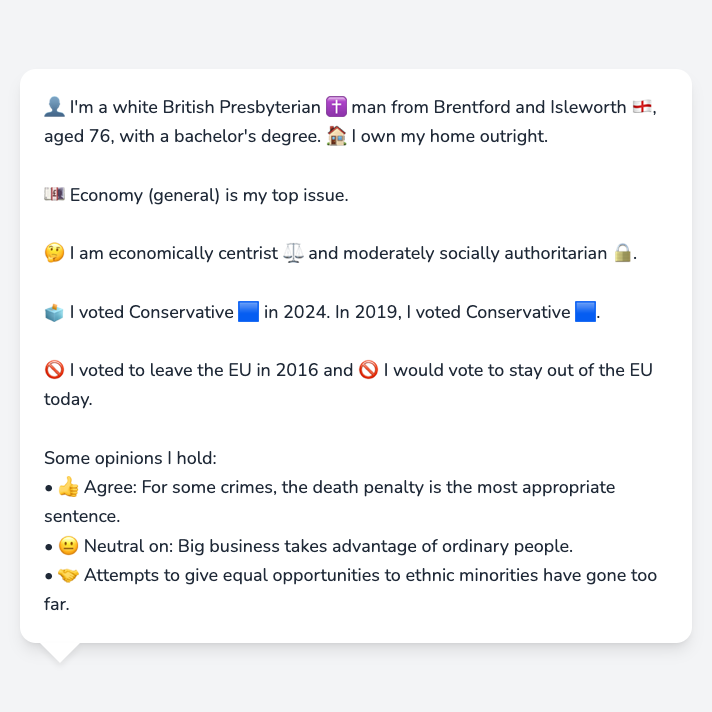 👤 I'm a white British Presbyterian ✝️ man from Brentford and Isleworth 🏴󠁧󠁢󠁥󠁮󠁧󠁿,
aged 76, with a bachelor's degree. 🏠 I own my home outright.
💷 Economy (general) is my top issue.
🤔 I am economically centrist ⚖️ and moderately socially authoritarian 🔒.
🗳️ I voted Conservative 🟦 in 2024. In 2019, I voted Conservative 🟦.
🚫 I voted to leave the EU in 2016 and 🚫 I would vote to stay out of the EU
today.
Some opinions I hold:
• 👍 Agree: For some crimes, the death penalty is the most appropriate
sentence.
• 😐 Neutral on: Big business takes advantage of ordinary people.
• 🤝 Attempts to give equal opportunities to ethnic minorities have gone too
far.